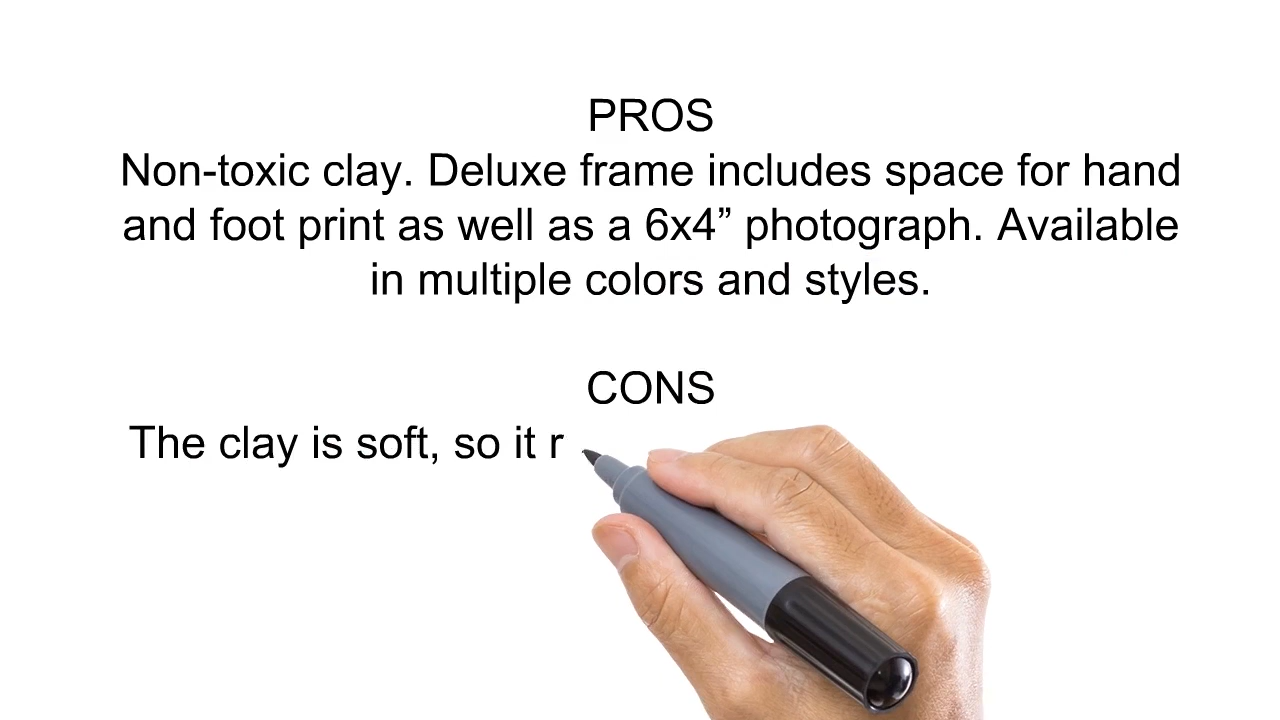 PROS
Non-toxic clay. Deluxe frame includes space for hand
and foot print as well as a 6x4” photograph. Available
in multiple colors and styles.
CONS
The clay is soft, so it r